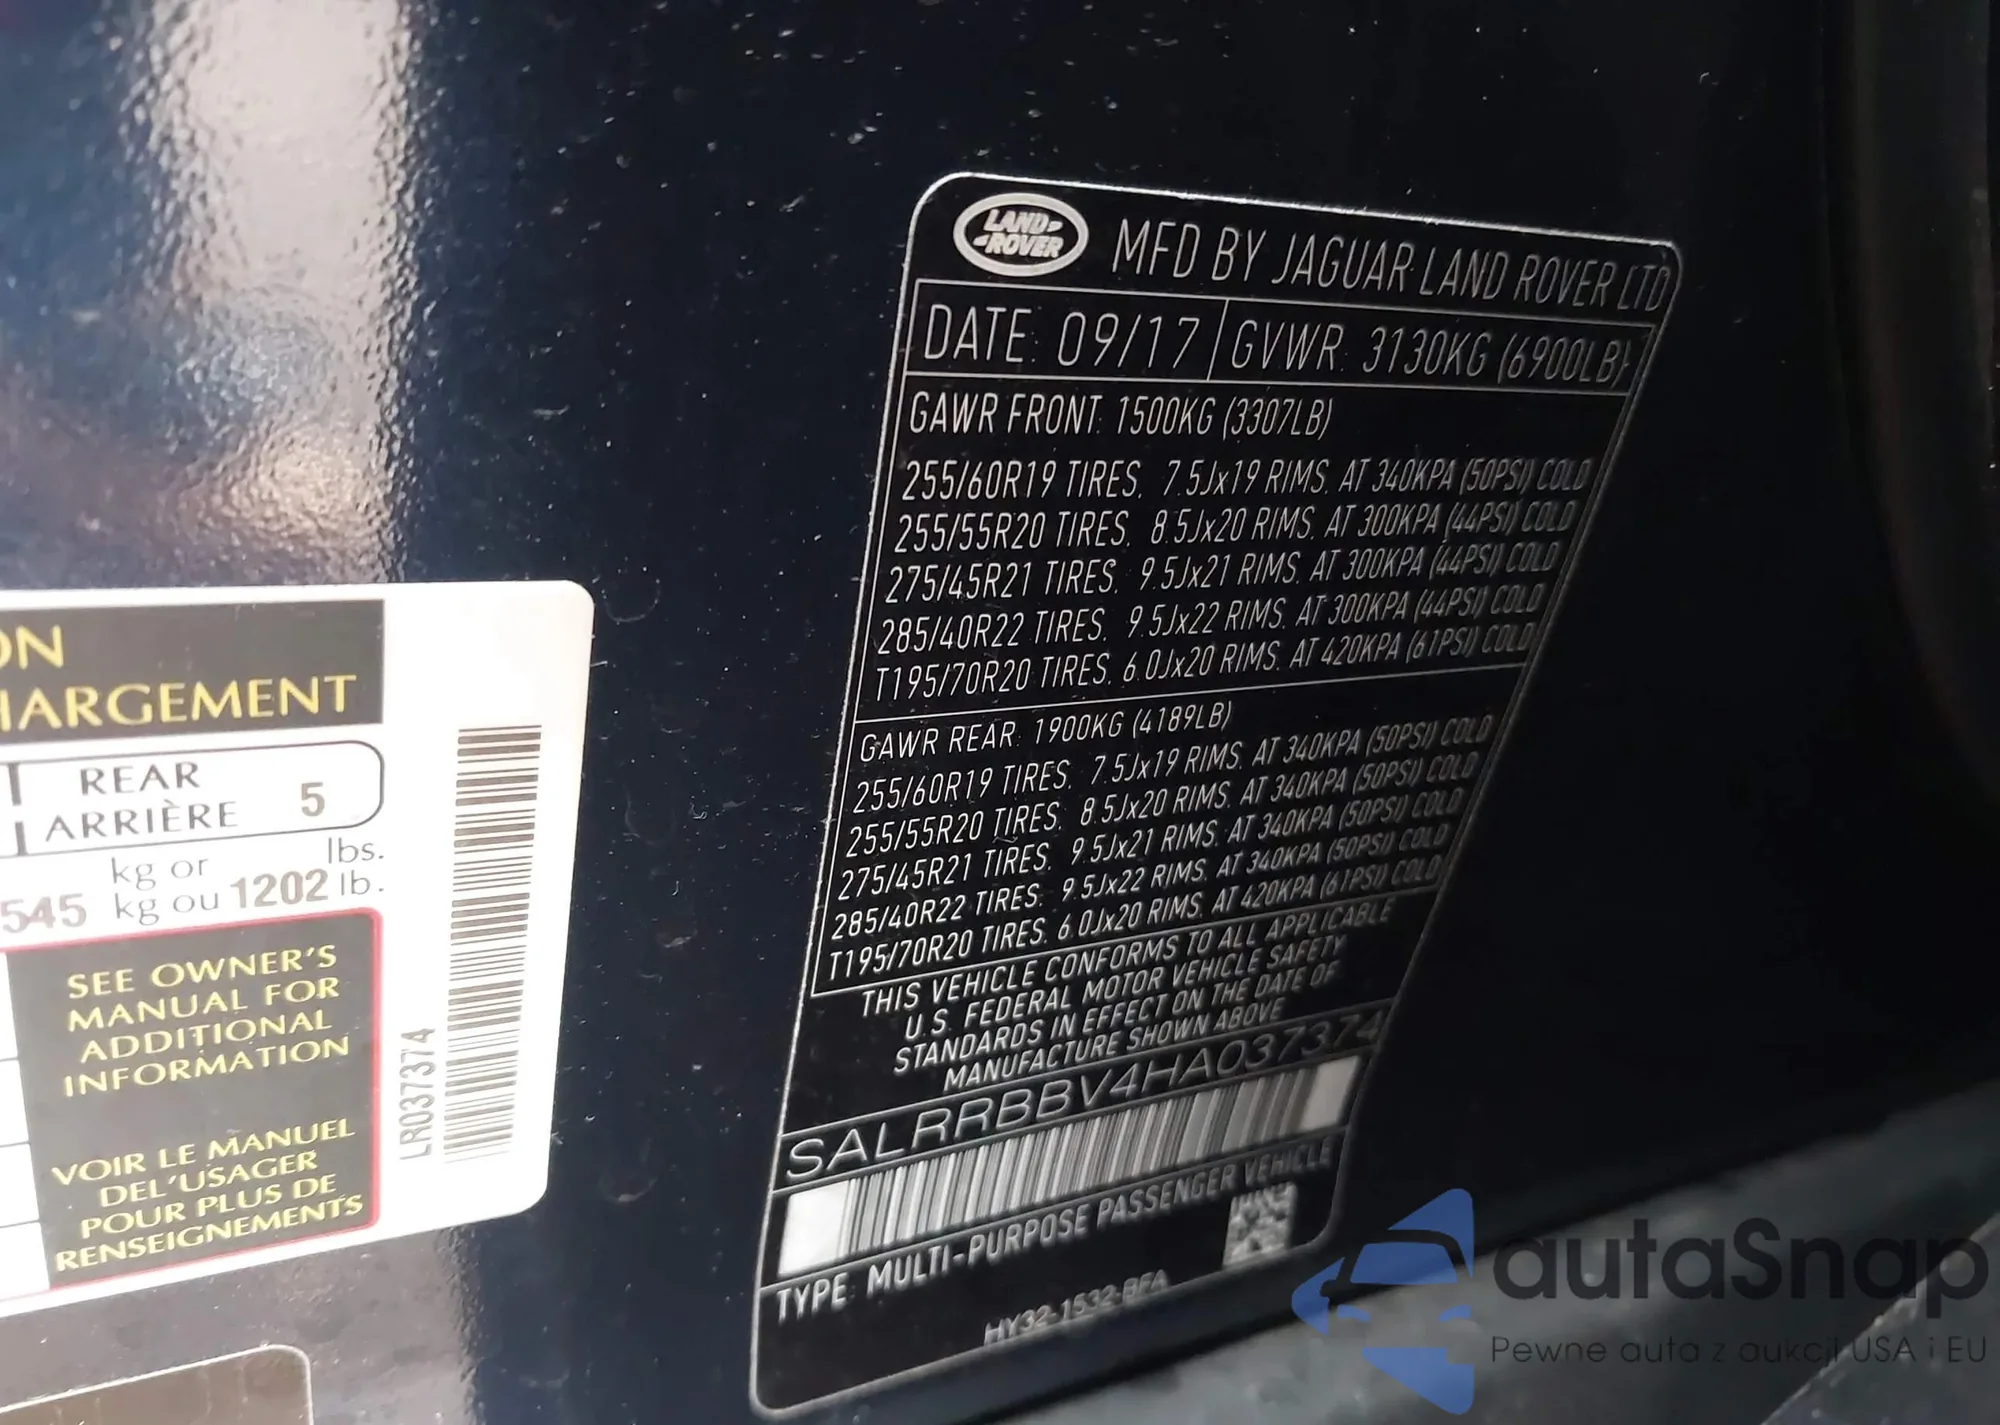 ON
HARGEMENT
REAR
ARRIÈRE 5
kg or lbs.
545 kg ou 1202 lb.
SEE OWNER'S
MANUAL FOR
ADDITIONAL
INFORMATION
VOIR LE MANUEL
DEL'USAGER
POUR PLUS DE
RENSEIGNEMENTS
LR037374
LAND
ROVER
MFD BY JAGUAR LAND ROVER LTD
DATE: 09/17 GVWR: 3130KG (6900LB)
GAWR FRONT: 1500KG (3307LB)
255/60R19 TIRES, 7.5Jx19 RIMS, AT 340KPA (50PSI) COLD
255/55R20 TIRES, 8.5Jx20 RIMS, AT 300KPA (44PSI) COLD
275/45R21 TIRES, 9.5Jx21 RIMS, AT 300KPA (44PSI) COLD
285/40R22 TIRES, 9.5Jx22 RIMS, AT 300KPA (44PSI) COLD
T195/70R20 TIRES, 6.0Jx20 RIMS, AT 420KPA (61PSI) COLD
GAWR REAR: 1900KG (4189LB)
255/60R19 TIRES, 7.5Jx19 RIMS, AT 340KPA (50PSI) COLD
255/55R20 TIRES, 8.5Jx20 RIMS, AT 340KPA (50PSI) COLD
275/45R21 TIRES, 9.5Jx21 RIMS, AT 340KPA (50PSI) COLD
285/40R22 TIRES, 9.5Jx22 RIMS, AT 340KPA (50PSI) COLD
T195/70R20 TIRES, 6.0Jx20 RIMS, AT 420KPA (61PSI) COLD
THIS VEHICLE CONFORMS TO ALL APPLICABLE
U.S. FEDERAL MOTOR VEHICLE SAFETY
STANDARDS IN EFFECT ON THE DATE OF
MANUFACTURE SHOWN ABOVE
SALRRBBV4HA037374
TYPE: MULTI-PURPOSE PASSENGER VEHICLE
HY32-1532-BFA
autaSnap
Pewne auta z aukcji USA i EU